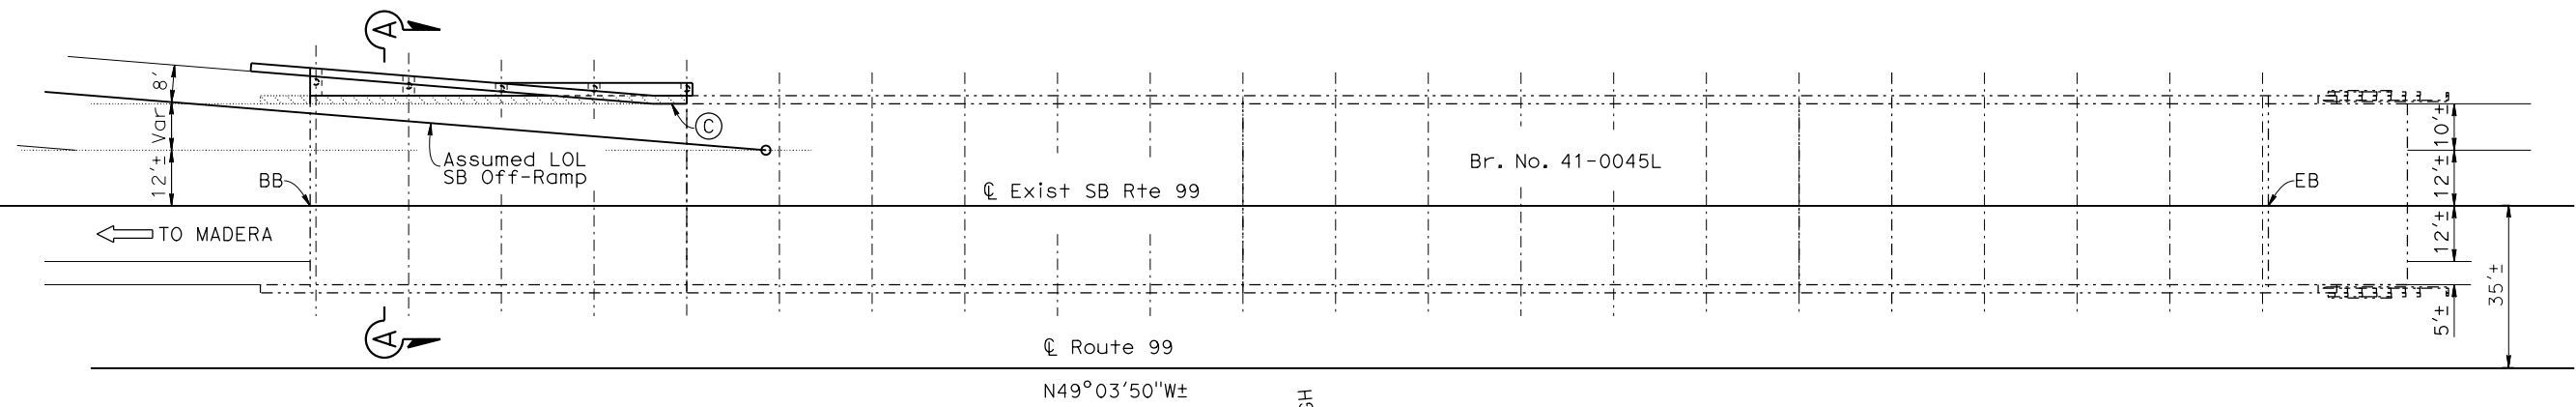 A
8'
Var
12'±
C
Assumed LOL
SB Off-Ramp
BB
℄ Exist SB Rte 99
Br. No. 41-0045L
EB
10'±
12'±
12'±
5'±
35'±
TO MADERA
A
℄ Route 99
N49°03'50"W±